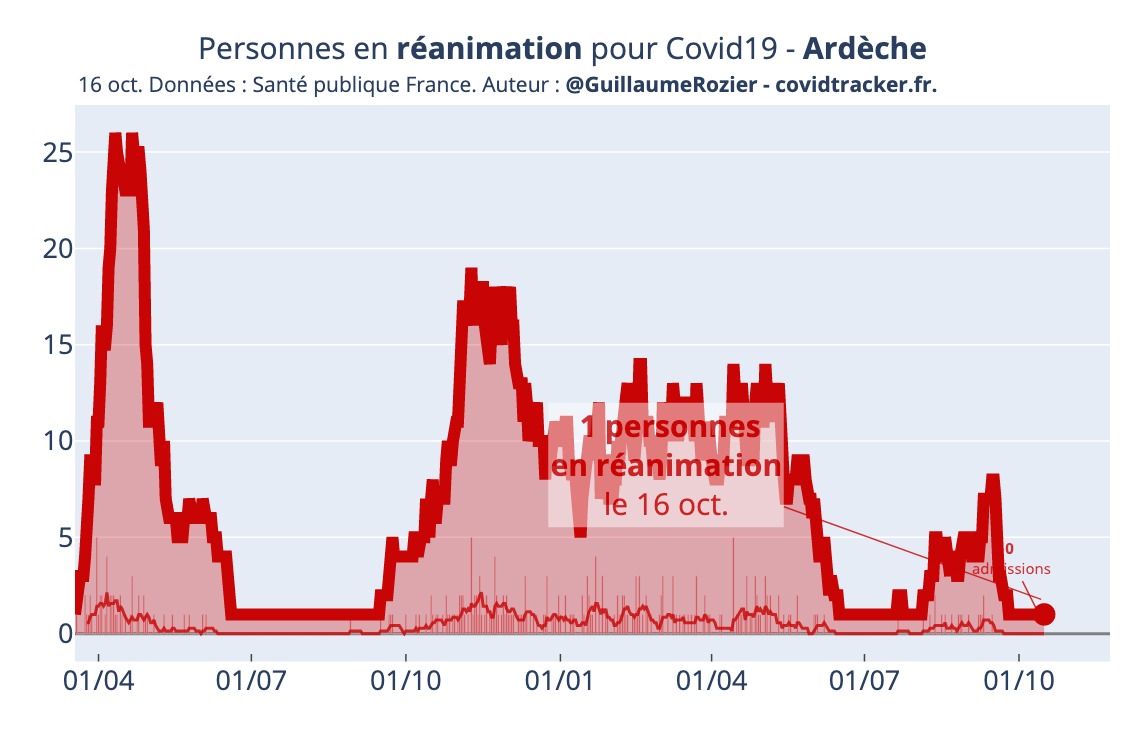 Personnes en réanimation pour Covid19 - Ardèche
16 oct. Données : Santé publique France. Auteur : @GuillaumeRozier - covidtracker.fr.
25
20
15
10
5
0
1 personnes
en réanimation
le 16 oct.
0
admissions
01/04
01/07
01/10
01/01
01/04
01/07
01/10